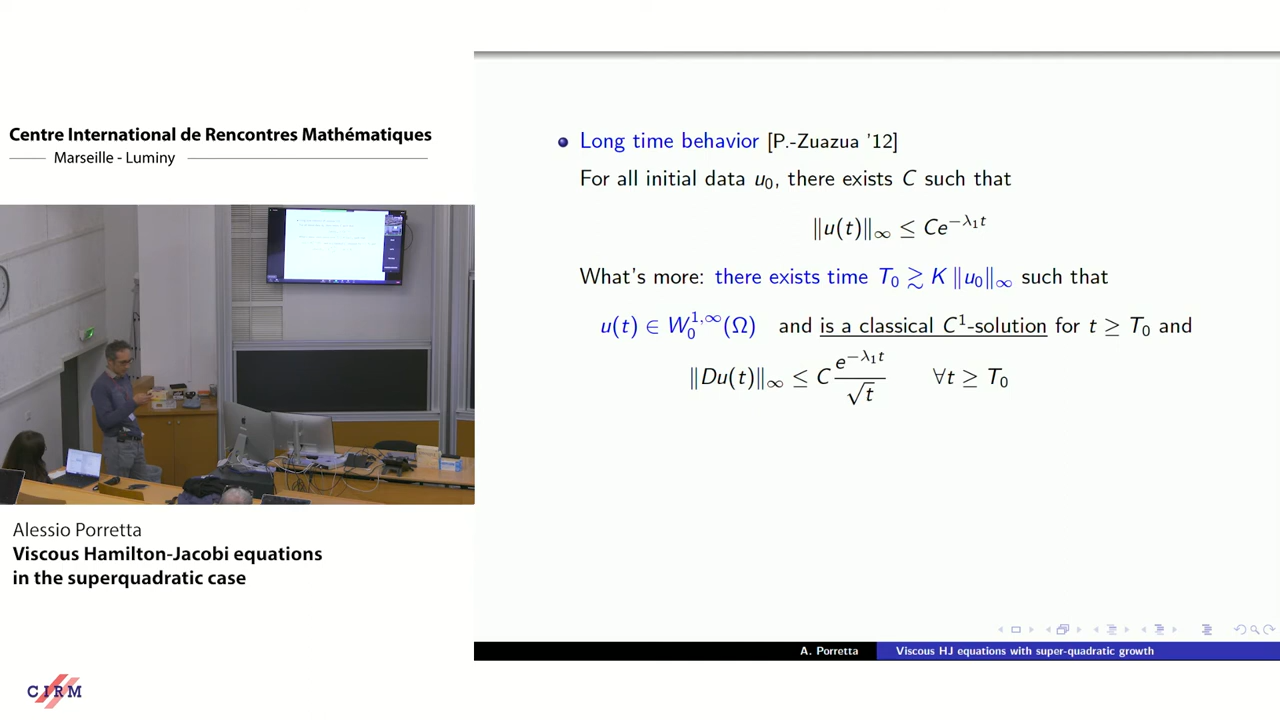 Centre International de Rencontres Mathématiques
Marseille - Luminy
Alessio Porretta
Viscous Hamilton-Jacobi equations
in the superquadratic case
CIRM
Long time behavior [P.-Zuazua '12]
For all initial data u₀, there exists C such that
‖u(t)‖∞ ≤ Ce^{−λ₁t}
What's more: there exists time T₀ ≳ K ‖u₀‖∞ such that
u(t) ∈ W₀^{1,∞}(Ω) and is a classical C¹-solution for t ≥ T₀ and
‖Du(t)‖∞ ≤ C e^{−λ₁t}/√t ∀t ≥ T₀
A. Porretta Viscous HJ equations with super-quadratic growth